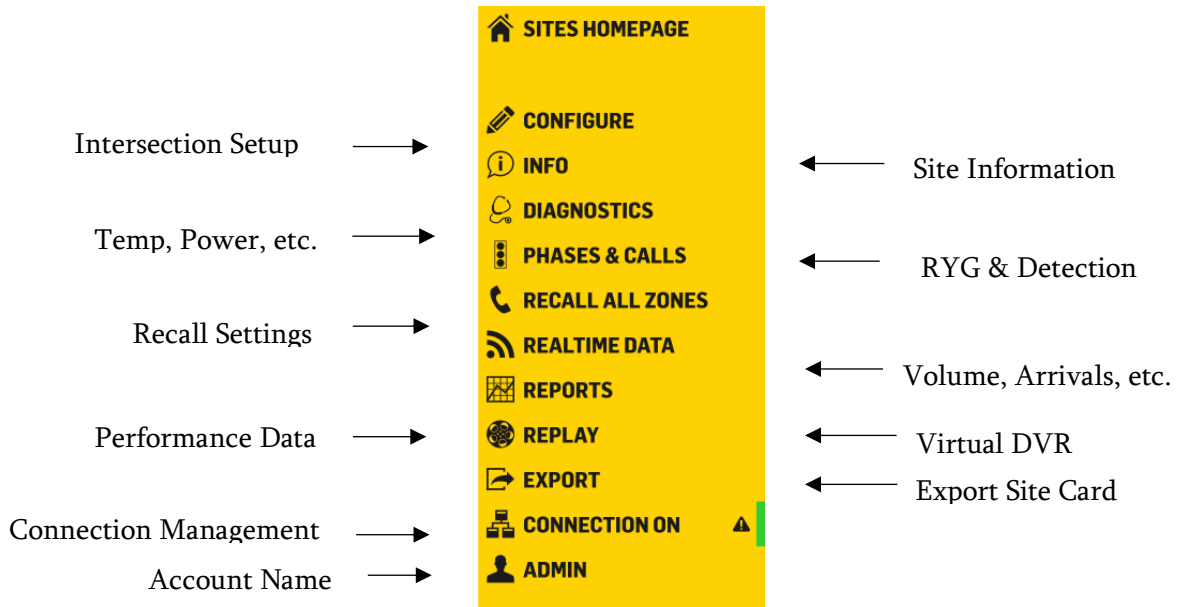 SITES HOMEPAGE
CONFIGURE
Intersection Setup
INFO
Site Information
DIAGNOSTICS
Temp, Power, etc.
PHASES & CALLS
RYG & Detection
RECALL ALL ZONES
Recall Settings
REALTIME DATA
Volume, Arrivals, etc.
REPORTS
Performance Data
REPLAY
Virtual DVR
EXPORT
Export Site Card
CONNECTION ON
Connection Management
ADMIN
Account Name